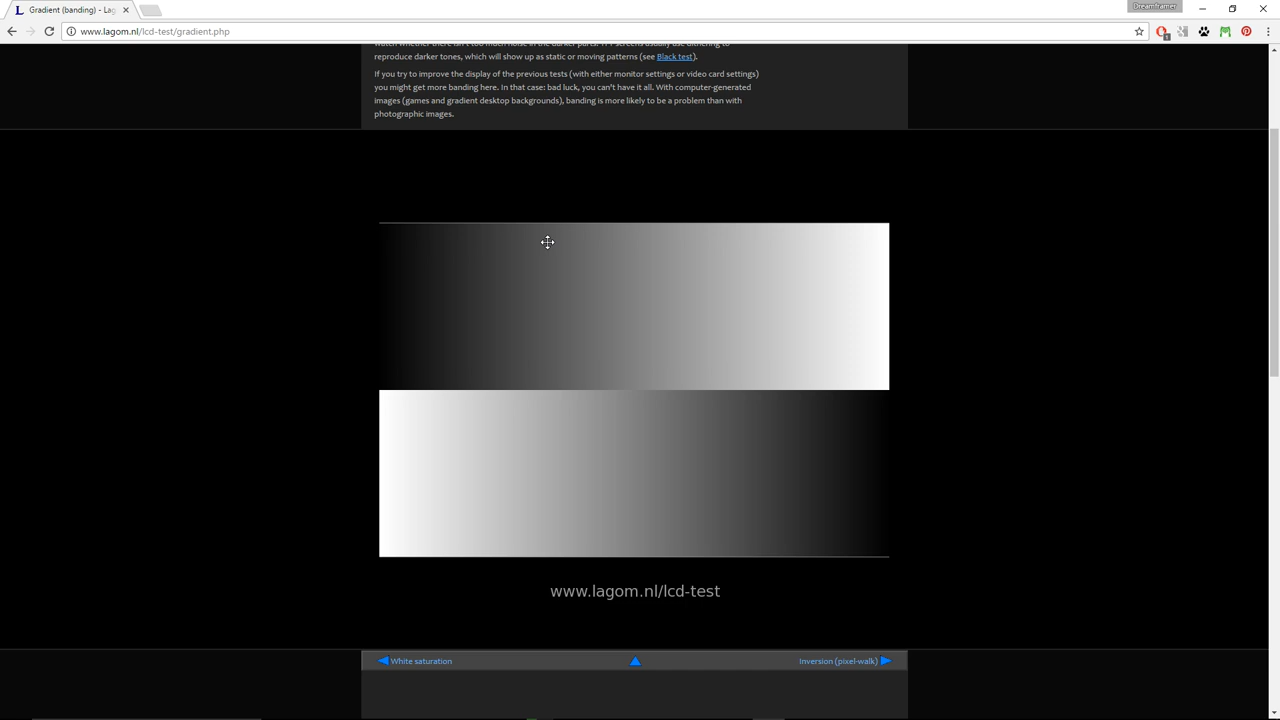 Gradient (banding) - Lag
Dreamframer
www.lagom.nl/lcd-test/gradient.php
reproduce darker tones, which will show up as static or moving patterns (see Black test).
If you try to improve the display of the previous tests (with either monitor settings or video card settings)
you might get more banding here. In that case: bad luck, you can't have it all. With computer-generated
images (games and gradient desktop backgrounds), banding is more likely to be a problem than with
photographic images.
www.lagom.nl/lcd-test
White saturation
Inversion (pixel-walk)